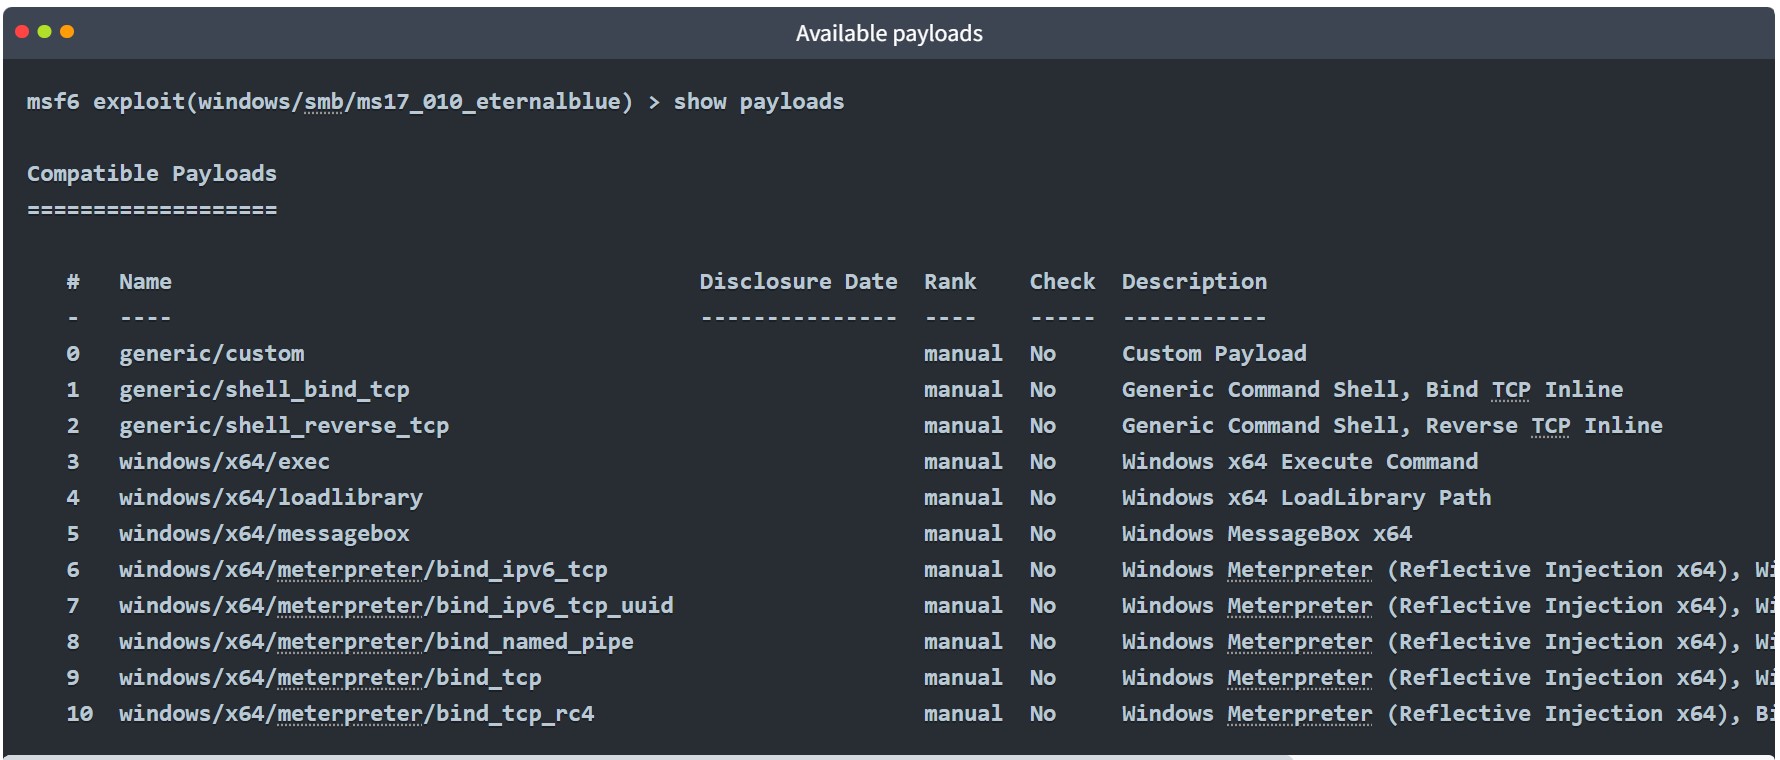 Available payloads
msf6 exploit(windows/smb/ms17_010_eternalblue) > show payloads
Compatible Payloads
===================
#   Name                                        Disclosure Date  Rank    Check  Description
-   ----                                        ---------------  ----    -----  -----------
0   generic/custom                                               manual  No     Custom Payload
1   generic/shell_bind_tcp                                       manual  No     Generic Command Shell, Bind TCP Inline
2   generic/shell_reverse_tcp                                    manual  No     Generic Command Shell, Reverse TCP Inline
3   windows/x64/exec                                             manual  No     Windows x64 Execute Command
4   windows/x64/loadlibrary                                      manual  No     Windows x64 LoadLibrary Path
5   windows/x64/messagebox                                       manual  No     Windows MessageBox x64
6   windows/x64/meterpreter/bind_ipv6_tcp                        manual  No     Windows Meterpreter (Reflective Injection x64),
7   windows/x64/meterpreter/bind_ipv6_tcp_uuid                   manual  No     Windows Meterpreter (Reflective Injection x64),
8   windows/x64/meterpreter/bind_named_pipe                      manual  No     Windows Meterpreter (Reflective Injection x64),
9   windows/x64/meterpreter/bind_tcp                             manual  No     Windows Meterpreter (Reflective Injection x64),
10  windows/x64/meterpreter/bind_tcp_rc4                         manual  No     Windows Meterpreter (Reflective Injection x64),